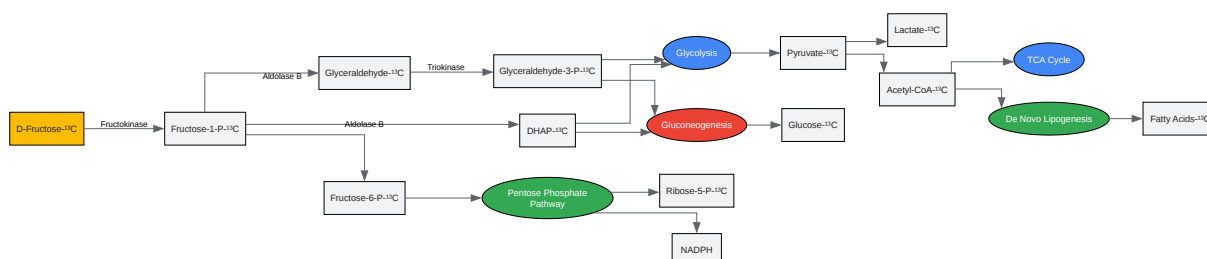 Lactate-¹³C
Glycolysis
Pyruvate-¹³C
TCA Cycle
Glyceraldehyde-¹³C
Triokinase
Glyceraldehyde-3-P-¹³C
Aldolase B
Acetyl-CoA-¹³C
D-Fructose-¹³C
Fructokinase
Fructose-1-P-¹³C
Aldolase B
DHAP-¹³C
Gluconeogenesis
Glucose-¹³C
De Novo Lipogenesis
Fatty Acids-¹³C
Fructose-6-P-¹³C
Pentose Phosphate
Pathway
Ribose-5-P-¹³C
NADPH